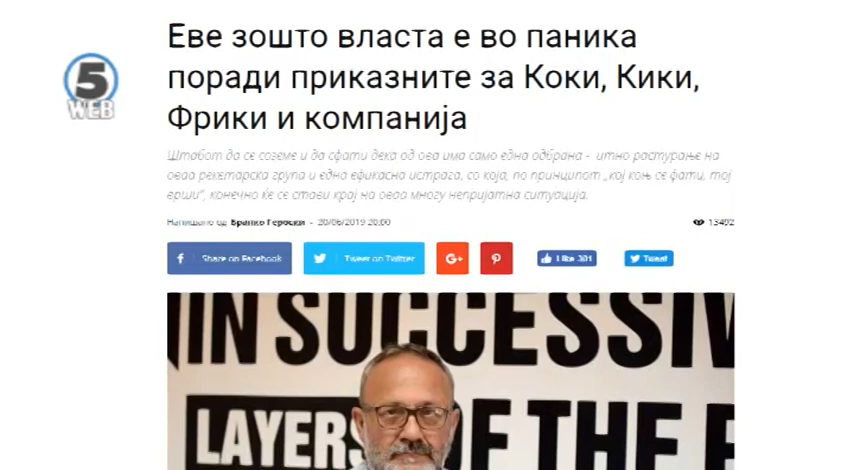 Еве зошто власта е во паника
поради приказните за Коки, Кики,
Фрики и компанија
5
WEB
Штабот да се соземе и да сфати дека од ова има само една одбрана - итно растурање на
оваа рекетарска група и една ефикасна истрага, со која, по принципот „кај коњ се фати, тој
врши“, конечно ќе се стави крај на оваа многу непријатна ситуација.
Напишано од Бранко Героски - 20/06/2019 20:00
13492
Share on Facebook
Tweet on Twitter
G+
Like 301
Tweet
IN SUCCESSIV
LAYERS OF THE